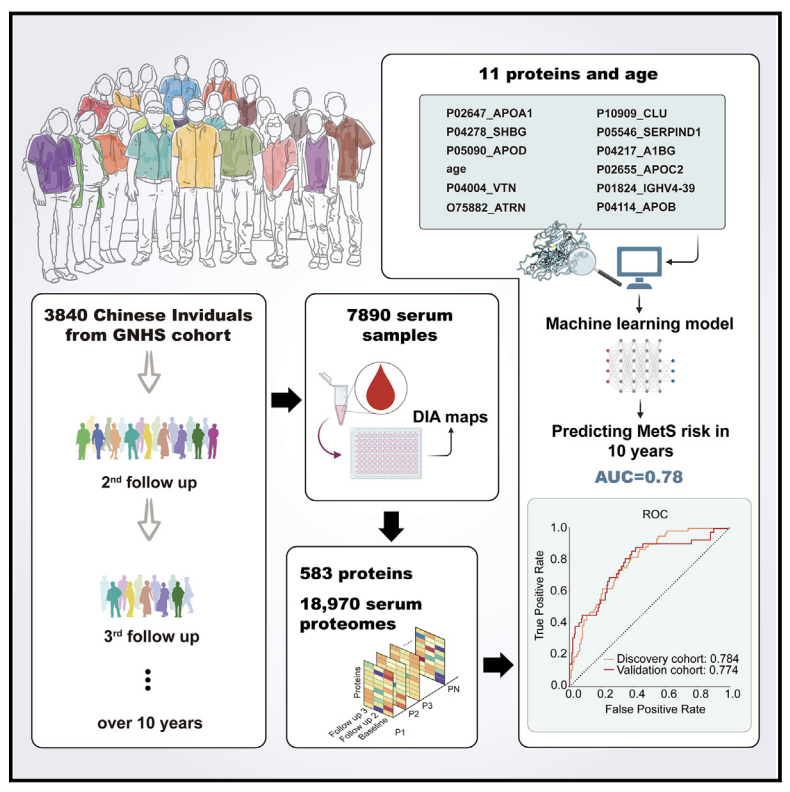 11 proteins and age
P02647_APOA1
P04278_SHBG
P05090_APOD
age
P04004_VTN
O75882_ATRN
P10909_CLU
P05546_SERPIND1
P04217_A1BG
P02655_APOC2
P01824_IGHV4-39
P04114_APOB
Machine learning model
Predicting MetS risk in
10 years
AUC=0.78
3840 Chinese Inviduals
from GNHS cohort
2nd follow up
3rd follow up
over 10 years
7890 serum
samples
DIA maps
583 proteins
18,970 serum
proteomes
Proteins
Follow up 3
Follow up 2
Baseline
P1
P2
P3
PN
ROC
True Positive Rate
1.0
0.8
0.6
0.4
0.2
0.0
Discovery cohort: 0.784
Validation cohort: 0.774
0.0 0.2 0.4 0.6 0.8 1.0
False Positive Rate